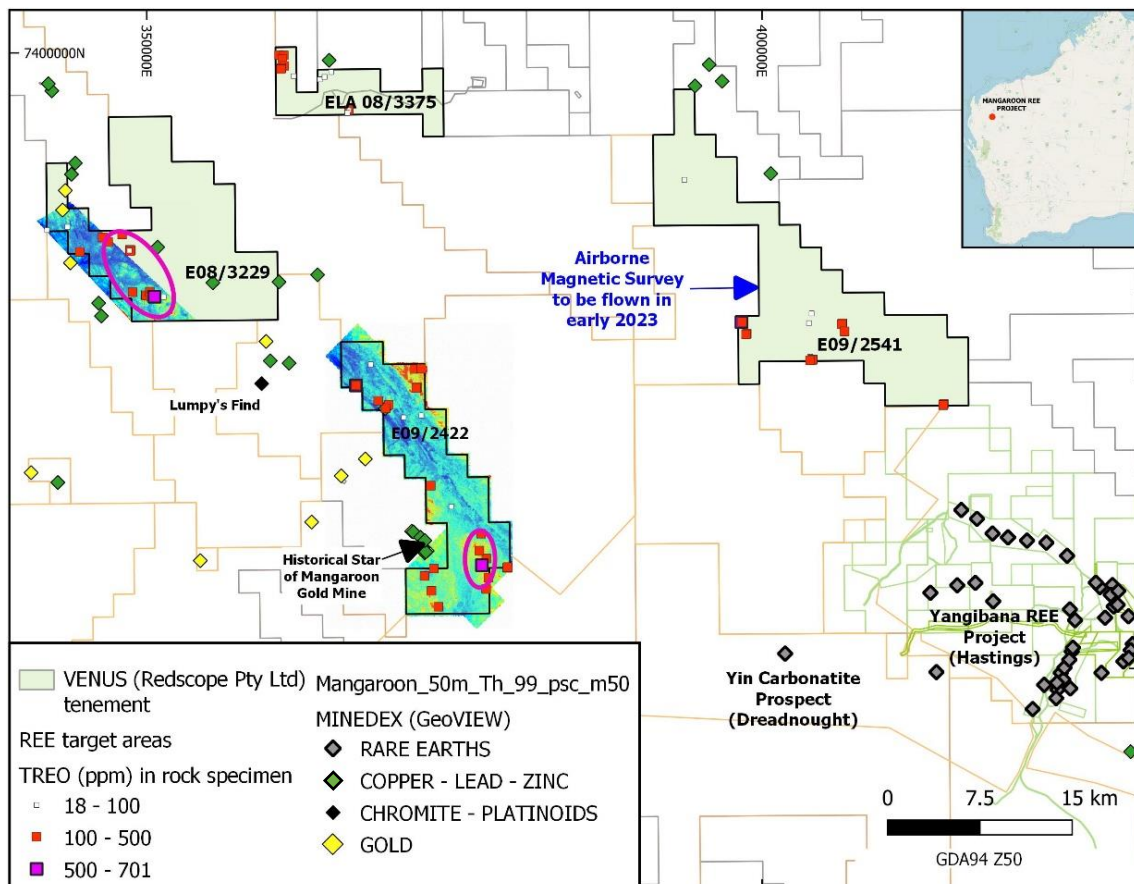 350000E
400000E
7400000N
MANGAROON REE
PROJECT
ELA 08/3375
E08/3229
Airborne
Magnetic Survey
to be flown in
early 2023
E09/2541
Lumpy's Find
E09/2422
Historical Star
of Mangaroon
Gold Mine
Yangibana REE
Project
(Hastings)
Yin Carbonatite
Prospect
(Dreadnought)
VENUS (Redscope Pty Ltd)
tenement
REE target areas
TREO (ppm) in rock specimen
18 - 100
100 - 500
500 - 701
Mangaroon_50m_Th_99_psc_m50
MINEDEX (GeoVIEW)
RARE EARTHS
COPPER - LEAD - ZINC
CHROMITE - PLATINOIDS
GOLD
0 7.5 15 km
GDA94 Z50